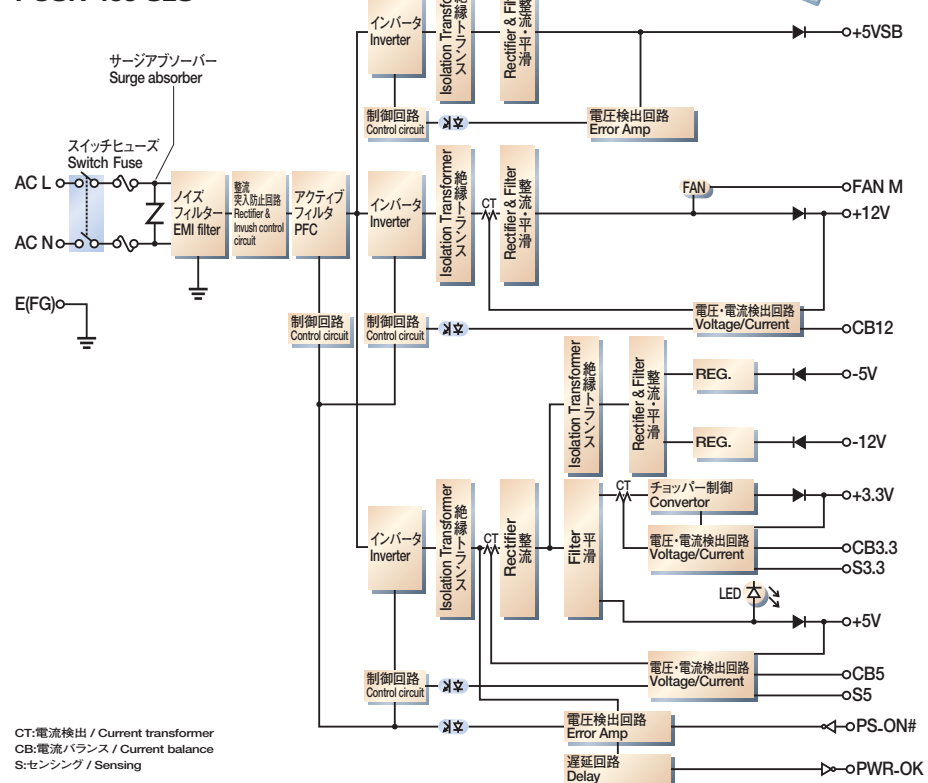 インバータ
Inverter
絶縁トランス
Isolation Transfo
整流・平滑
Rectifier & Filter
+5VSB
サージアブソーバー
Surge absorber
制御回路
Control circuit
電圧検出回路
Error Amp
スイッチヒューズ
Switch Fuse
AC L
AC N
E(FG)
ノイズ
フィルター
EMI filter
整流
突入防止回路
Rectifier &
Invush control
circuit
アクティブ
フィルタ
PFC
インバータ
Inverter
Isolation Transformer
絶縁トランス
CT
Rectifier & Filter
整流・平滑
FAN
FAN M
+12V
制御回路
Control circuit
制御回路
Control circuit
電圧・電流検出回路
Voltage/Current
CB12
Isolation Transformer
絶縁トランス
Rectifier & Filter
整流・平滑
REG.
-5V
REG.
-12V
インバータ
Inverter
Isolation Transformer
絶縁トランス
CT
Rectifier
整流
Filter
平滑
CT
チョッパー制御
Convertor
+3.3V
電圧・電流検出回路
Voltage/Current
CB3.3
S3.3
LED
+5V
制御回路
Control circuit
電圧・電流検出回路
Voltage/Current
CB5
S5
電圧検出回路
Error Amp
PS-ON#
遅延回路
Delay
PWR-OK
CT:電流検出 / Current transformer
CB:電流バランス / Current balance
S:センシング / Sensing